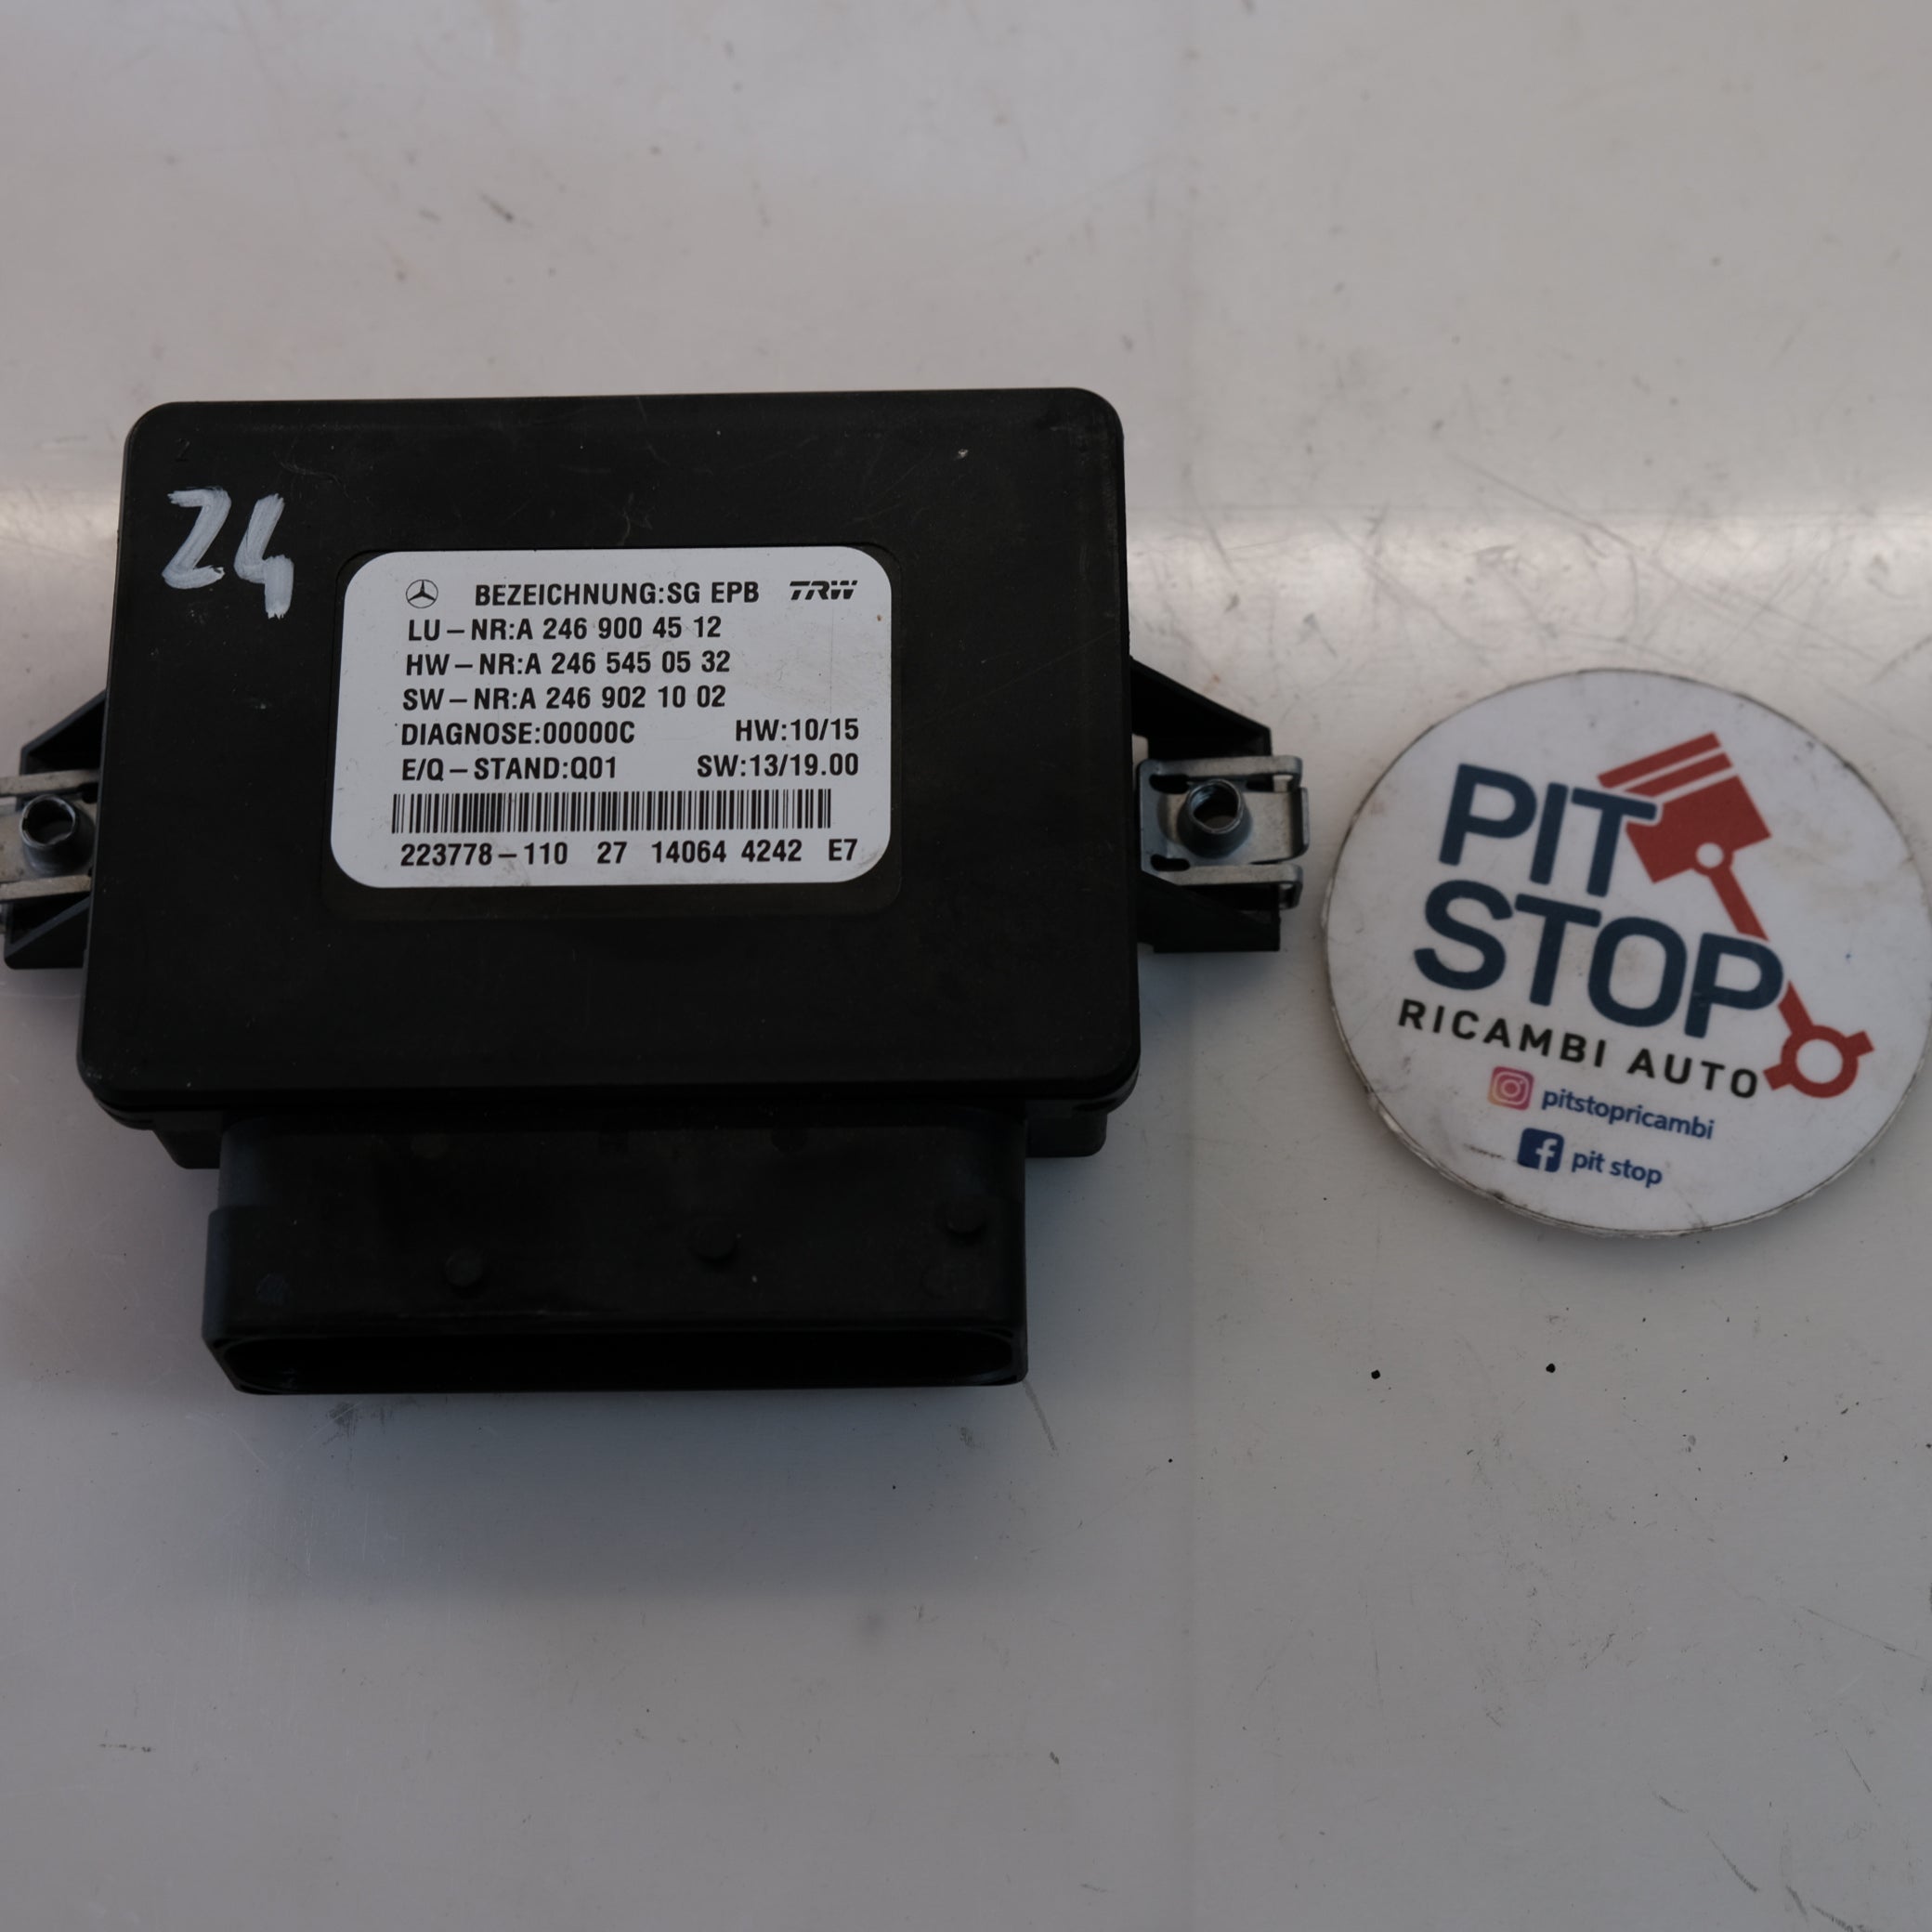 24
BEZEICHNUNG:SG EPB TRW
LU-NR:A 246 900 45 12
HW-NR:A 246 545 05 32
SW-NR:A 246 902 10 02
DIAGNOSE:00000C HW:10/15
E/Q-STAND:Q01 SW:13/19.00
223778-110 27 14064 4242 E7
PIT
STOP
RICAMBI AUTO
pitstopricambi
pit stop